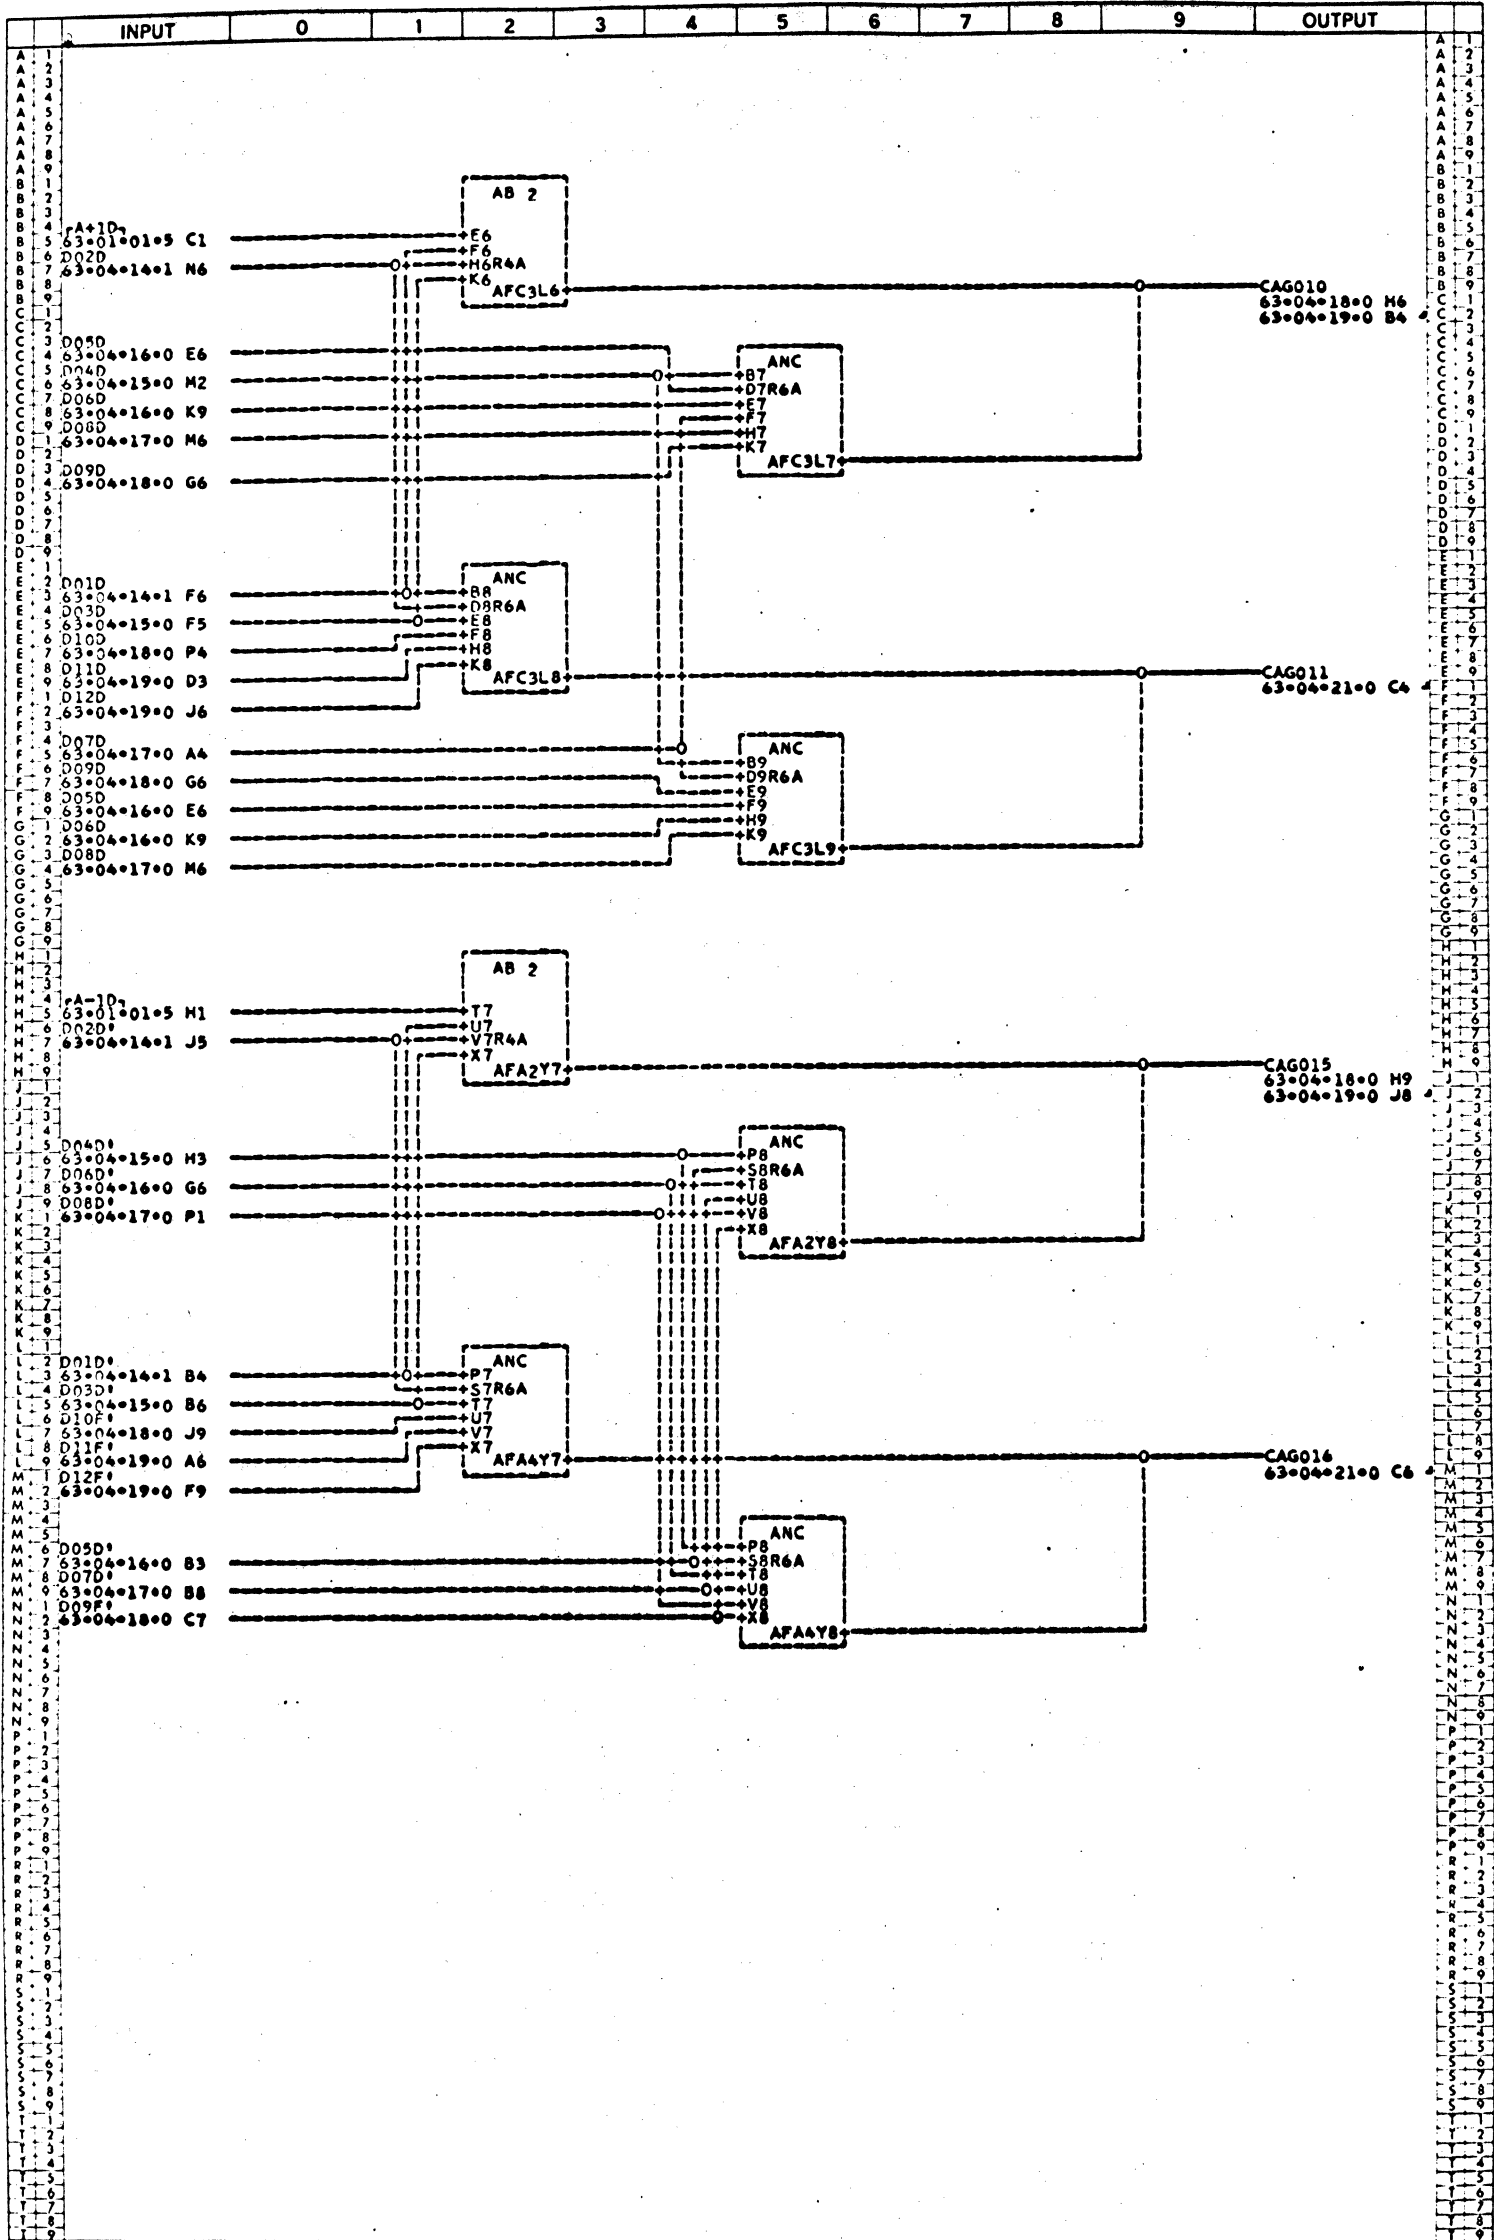 INPUT 0 1 2 3 4 5 6 7 8 9 OUTPUT
AB 2
A+1D
63•01•01•5 C1
E6
D02D
F6
63•04•14•1 N6
H6R4A
K6
AFC3L6
CAG010
63•04•18•0 H6
63•04•19•0 B4
D05D
63•04•16•0 E6
ANC
D04D
63•04•15•0 M2
B7
D7R6A
D06D
63•04•16•0 K9
E7
F7
D08D
63•04•17•0 M6
H7
K7
AFC3L7
D09D
63•04•18•0 G6
ANC
D01D
63•04•14•1 F6
B8
D03D
D8R6A
63•04•15•0 F5
E8
D10D
F8
63•04•18•0 P4
H8
D11D
K8
63•04•19•0 D3
AFC3L8
CAG011
63•04•21•0 C4
D12D
63•04•19•0 J6
D07D
63•04•17•0 A4
ANC
D09D
B9
63•04•18•0 G6
D9R6A
D05D
E9
63•04•16•0 E6
F9
D06D
H9
63•04•16•0 K9
K9
D08D
AFC3L9
63•04•17•0 M6
AB 2
A-1D
63•01•01•5 H1
T7
D02D'
U7
63•04•14•1 J5
V7R4A
X7
AFA2Y7
CAG015
63•04•18•0 H9
63•04•19•0 J8
ANC
D04D'
63•04•15•0 H3
P8
D06D'
S8R6A
63•04•16•0 G6
T8
D08D'
U8
63•04•17•0 P1
V8
X8
AFA2Y8
ANC
D01D'
63•04•14•1 B4
P7
D03D'
S7R6A
63•04•15•0 B6
T7
D10F'
U7
63•04•18•0 J9
V7
D11F'
X7
63•04•19•0 A6
AFA4Y7
CAG016
63•04•21•0 C6
D12F'
63•04•19•0 F9
ANC
D05D'
P8
63•04•16•0 B3
S8R6A
D07D'
T8
63•04•17•0 B8
U8
D09F'
V8
63•04•18•0 C7
X8
AFA4Y8